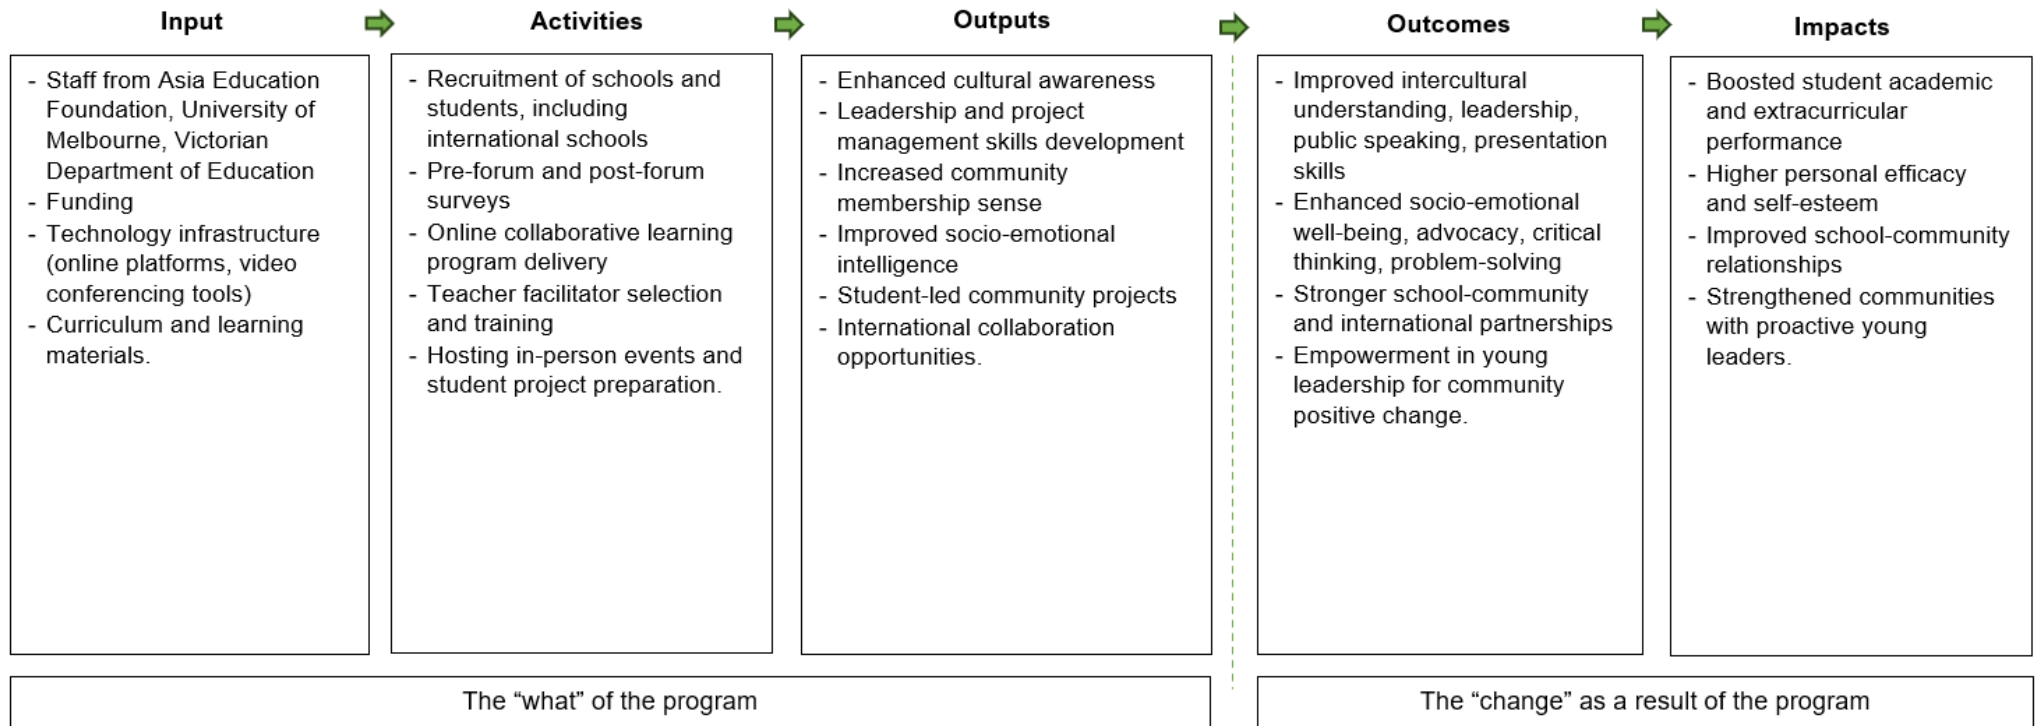 Input
Activities
Outputs
Outcomes
Impacts
- Staff from Asia Education
Foundation, University of
Melbourne, Victorian
Department of Education
- Funding
- Technology infrastructure
(online platforms, video
conferencing tools)
- Curriculum and learning
materials.
- Recruitment of schools and
students, including
international schools
- Pre-forum and post-forum
surveys
- Online collaborative learning
program delivery
- Teacher facilitator selection
and training
- Hosting in-person events and
student project preparation.
- Enhanced cultural awareness
- Leadership and project
management skills development
- Increased community
membership sense
- Improved socio-emotional
intelligence
- Student-led community projects
- International collaboration
opportunities.
- Improved intercultural
understanding, leadership,
public speaking, presentation
skills
- Enhanced socio-emotional
well-being, advocacy, critical
thinking, problem-solving
- Stronger school-community
and international partnerships
- Empowerment in young
leadership for community
positive change.
- Boosted student academic
and extracurricular
performance
- Higher personal efficacy
and self-esteem
- Improved school-community
relationships
- Strengthened communities
with proactive young
leaders.
The “what” of the program
The “change” as a result of the program